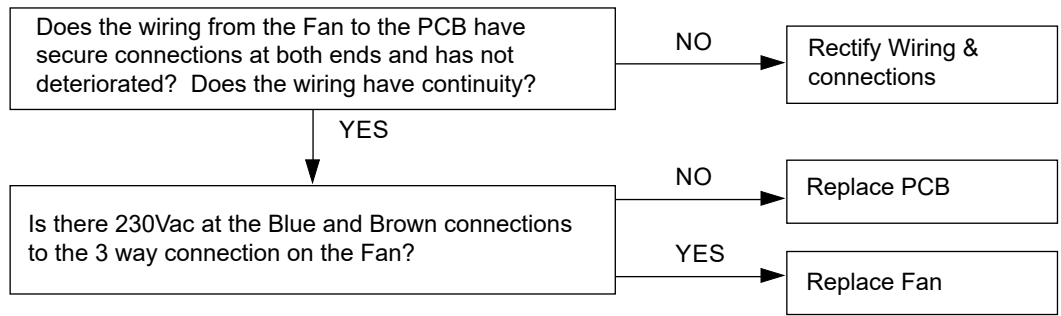 Does the wiring from the Fan to the PCB have
secure connections at both ends and has not
deteriorated?  Does the wiring have continuity?
NO
Rectify Wiring &
connections
YES
Is there 230Vac at the Blue and Brown connections
to the 3 way connection on the Fan?
NO
Replace PCB
YES
Replace Fan